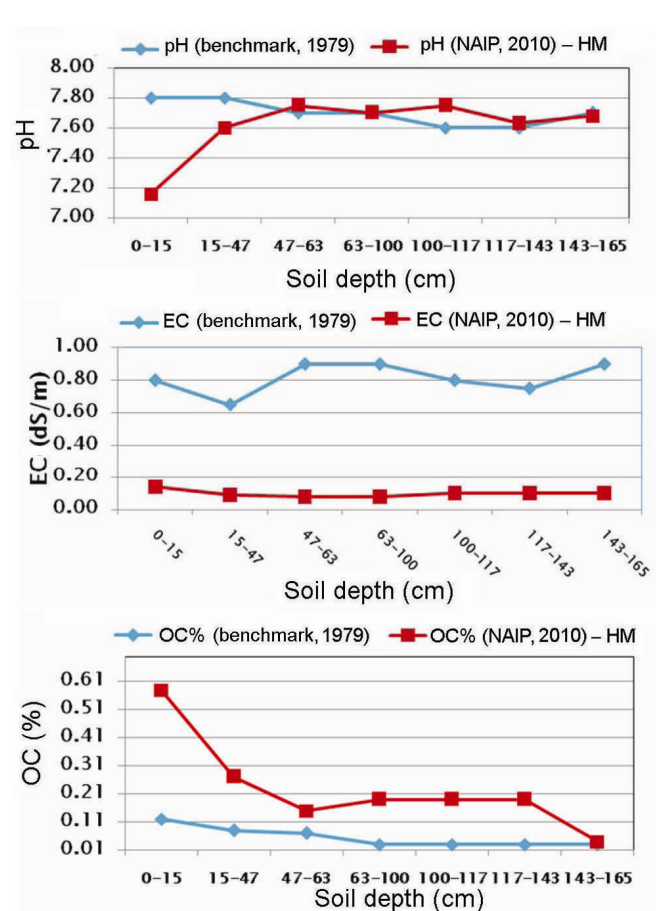 pH (benchmark, 1979) pH (NAIP, 2010) – HM
8.00
7.80
7.60
7.40
7.20
7.00
pH
0–15 15–47 47–63 63–100 100–117 117–143 143–165
Soil depth (cm)
EC (benchmark, 1979) EC (NAIP, 2010) – HM
1.00
0.80
0.60
0.40
0.20
0.00
EC (dS/m)
0–15 15–47 47–63 63–100 100–117 117–143 143–165
Soil depth (cm)
OC% (benchmark, 1979) OC% (NAIP, 2010) – HM
0.61
0.51
0.41
0.31
0.21
0.11
0.01
OC (%)
0–15 15–47 47–63 63–100 100–117 117–143 143–165
Soil depth (cm)